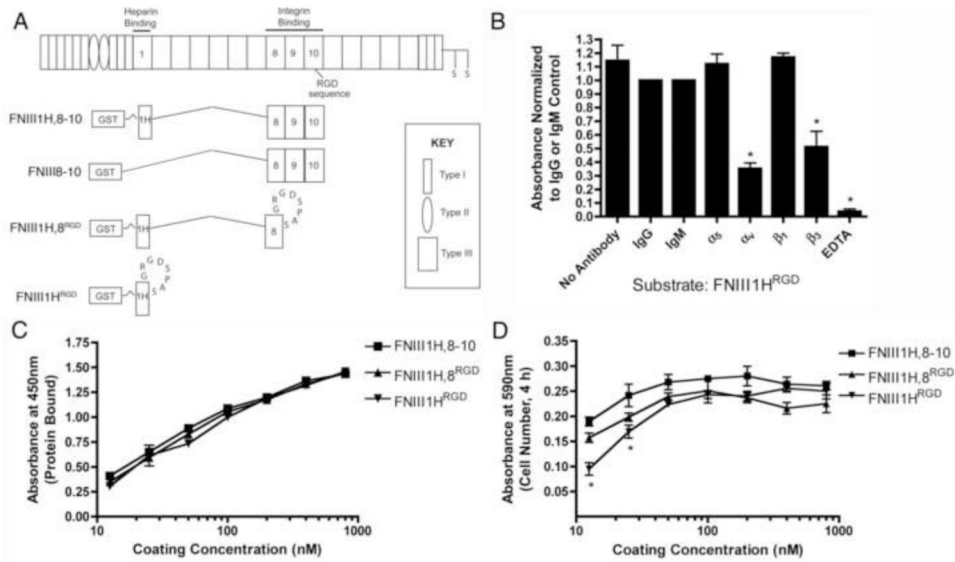 A
Heparin
Binding
Integrin
Binding
1
8 9 10
S S
RGD
sequence
FNIII1H,8-10
GST
1H
8 9 10
FNIII8-10
GST
8 9 10
FNIII1H,8RGD
GST
1H
8
RGDSPAS
FNIII1HRGD
GST
1H
RGDSPAS
KEY
Type I
Type II
Type III
B
Absorbance Normalized
to IgG or IgM Control
1.3
1.2
1.1
1.0
0.9
0.8
0.7
0.6
0.5
0.4
0.3
0.2
0.1
0.0
* * *
No Antibody IgG IgM α5 αv β1 β3 EDTA
Substrate: FNIII1HRGD
C
Absorbance at 450nm
(Protein Bound)
1.75
1.50
1.25
1.00
0.75
0.50
0.25
0.00
10 100 1000
Coating Concentration (nM)
FNIII1H,8-10
FNIII1H,8RGD
FNIII1HRGD
D
Absorbance at 590nm
(Cell Number, 4 h)
0.35
0.30
0.25
0.20
0.15
0.10
0.05
* *
10 100 1000
Coating Concentration (nM)
FNIII1H,8-10
FNIII1H,8RGD
FNIII1HRGD